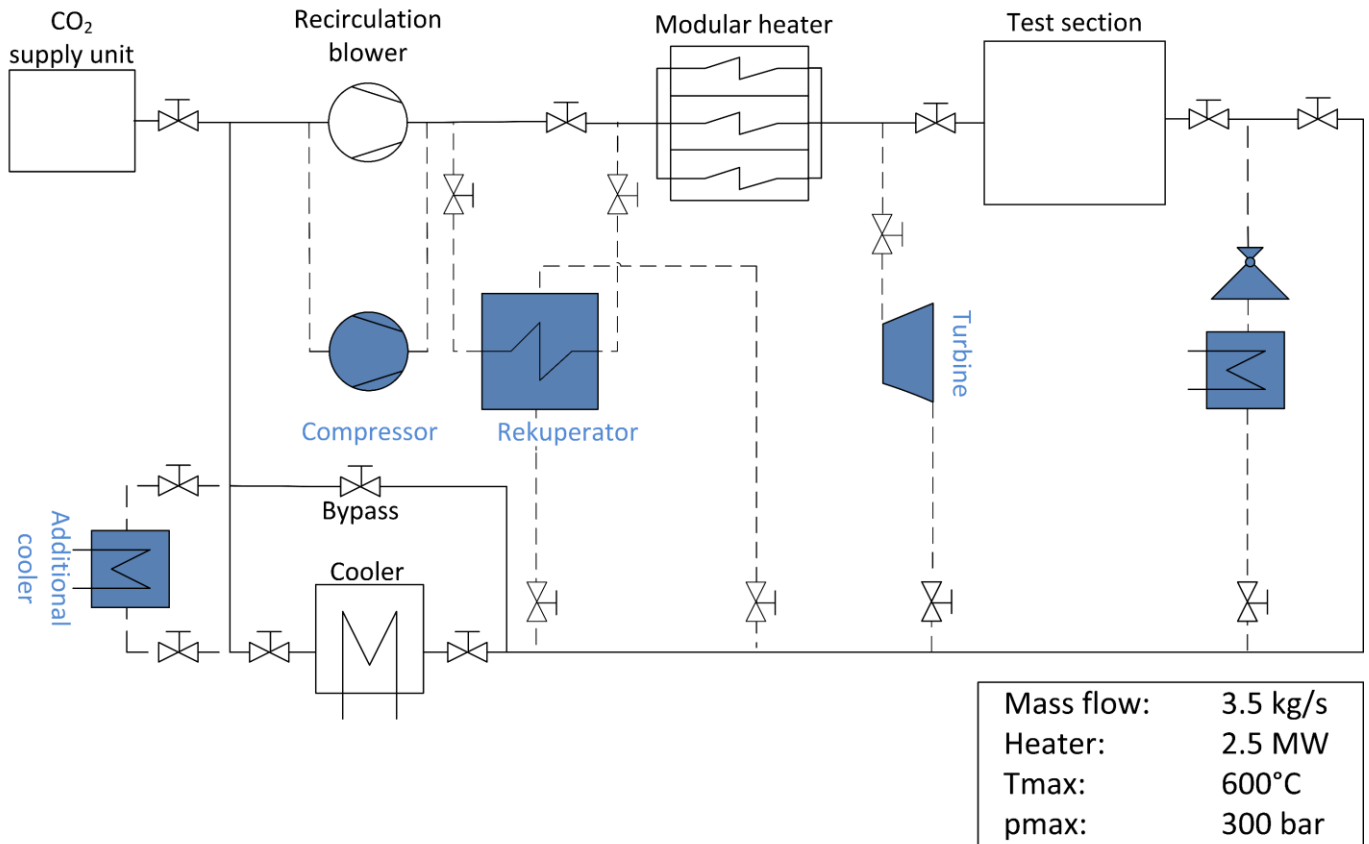 CO₂
supply unit
Recirculation
blower
Modular heater
Test section
Compressor
Rekuperator
Turbine
Bypass
Additional
cooler
Cooler
Mass flow: 3.5 kg/s
Heater: 2.5 MW
Tmax: 600°C
pmax: 300 bar